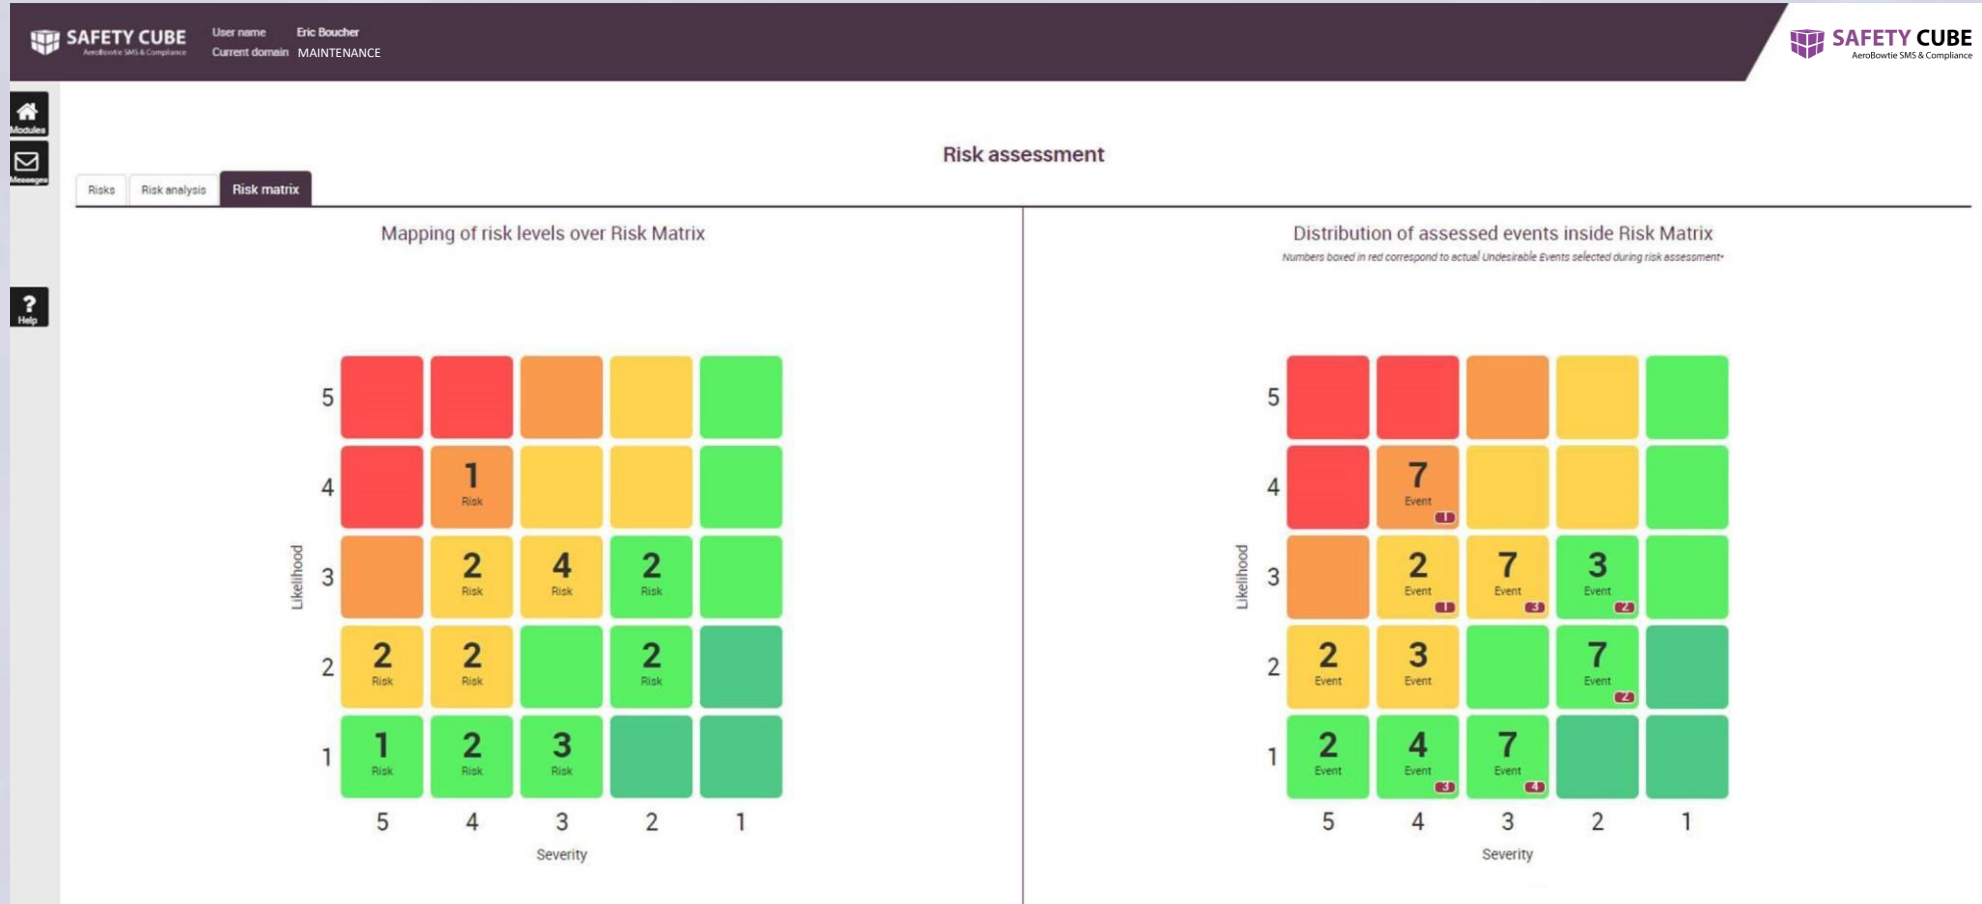 SAFETY CUBE
AeroBowtie SMS & Compliance
User name Eric Boucher
Current domain MAINTENANCE
SAFETY CUBE
AeroBowtie SMS & Compliance
Modules
Messages
Help
Risk assessment
Risks Risk analysis Risk matrix
Mapping of risk levels over Risk Matrix
5
4 1
Risk
Likelihood
3 2 4 2
Risk Risk Risk
2 2 2 2
Risk Risk Risk
1 1 2 3
Risk Risk Risk
5 4 3 2 1
Severity
Distribution of assessed events inside Risk Matrix
Numbers boxed in red correspond to actual Undesirable Events selected during risk assessment*
5
4 7
Event
1
Likelihood
3 2 7 3
Event Event Event
1 3 2
2 2 3 7
Event Event Event
2
1 2 4 7
Event Event Event
3 4
5 4 3 2 1
Severity